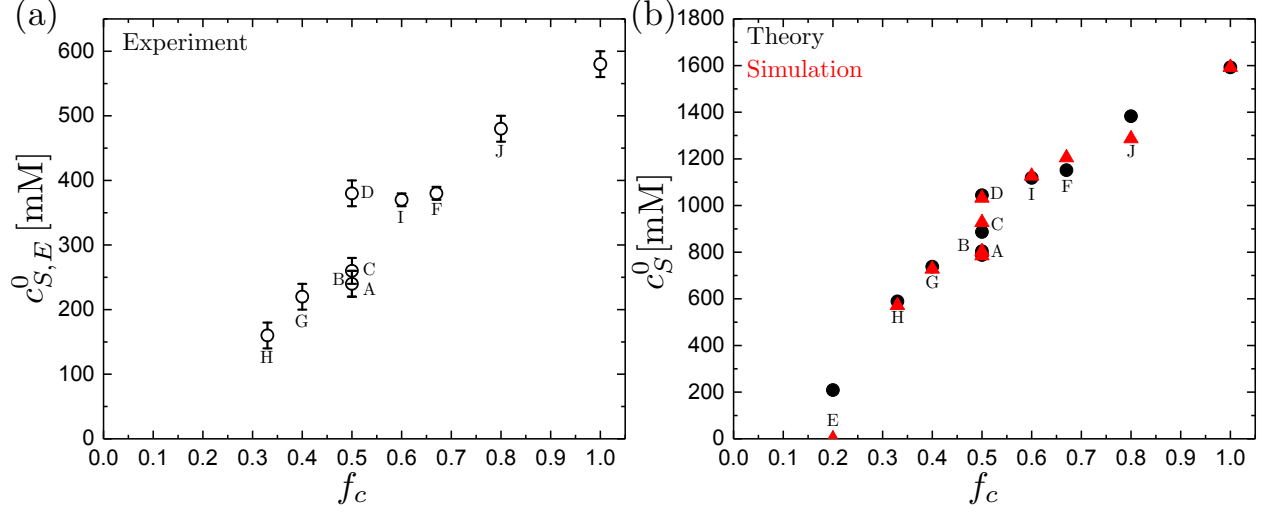 (a)
Experiment
600
500
400
300
200
100
0
c⁰_{S,E} [mM]
D
I
F
J
B
C
A
G
H
0.0 0.1 0.2 0.3 0.4 0.5 0.6 0.7 0.8 0.9 1.0
f_c
(b)
Theory
Simulation
1800
1600
1400
1200
1000
800
600
400
200
0
c⁰_S [mM]
J
F
I
D
C
B
A
G
H
E
0.0 0.1 0.2 0.3 0.4 0.5 0.6 0.7 0.8 0.9 1.0
f_c